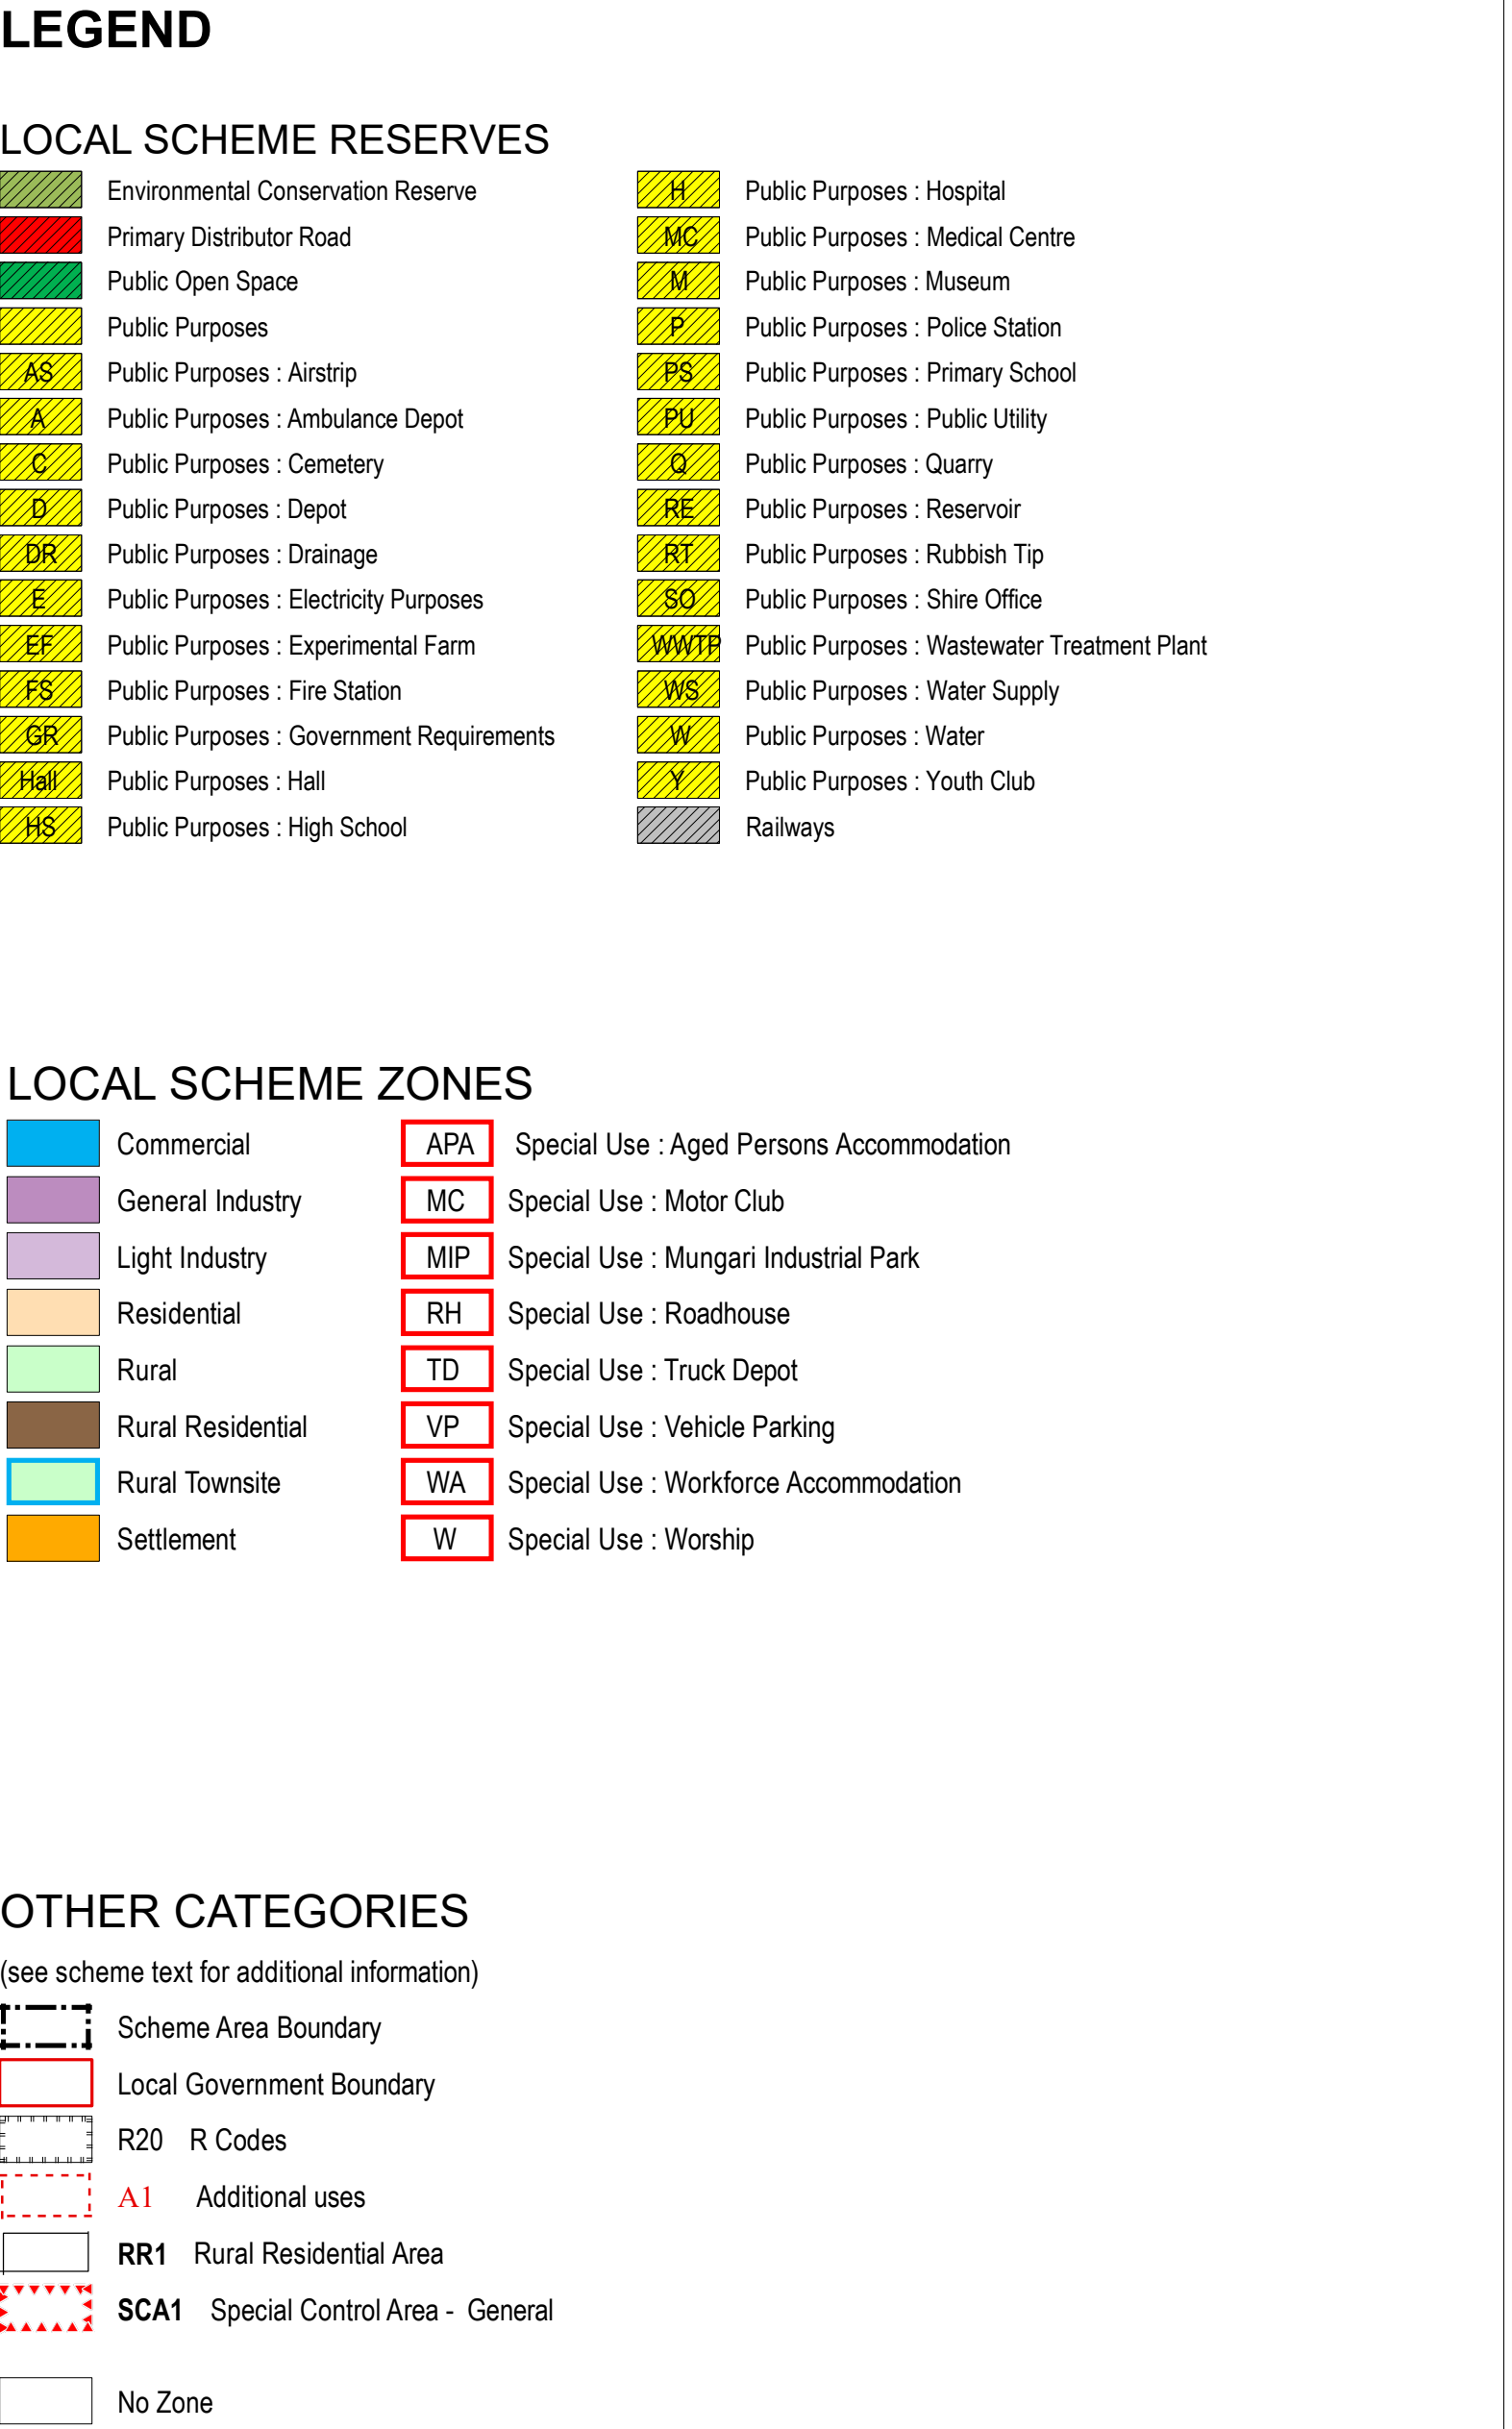 LEGEND
LOCAL SCHEME RESERVES
Environmental Conservation Reserve
Primary Distributor Road
Public Open Space
Public Purposes
AS Public Purposes : Airstrip
A Public Purposes : Ambulance Depot
C Public Purposes : Cemetery
D Public Purposes : Depot
DR Public Purposes : Drainage
E Public Purposes : Electricity Purposes
EF Public Purposes : Experimental Farm
FS Public Purposes : Fire Station
GR Public Purposes : Government Requirements
Hall Public Purposes : Hall
HS Public Purposes : High School
H Public Purposes : Hospital
MC Public Purposes : Medical Centre
M Public Purposes : Museum
P Public Purposes : Police Station
PS Public Purposes : Primary School
PU Public Purposes : Public Utility
Q Public Purposes : Quarry
RE Public Purposes : Reservoir
RT Public Purposes : Rubbish Tip
SO Public Purposes : Shire Office
WWTP Public Purposes : Wastewater Treatment Plant
WS Public Purposes : Water Supply
W Public Purposes : Water
Y Public Purposes : Youth Club
Railways
LOCAL SCHEME ZONES
Commercial
General Industry
Light Industry
Residential
Rural
Rural Residential
Rural Townsite
Settlement
APA Special Use : Aged Persons Accommodation
MC Special Use : Motor Club
MIP Special Use : Mungari Industrial Park
RH Special Use : Roadhouse
TD Special Use : Truck Depot
VP Special Use : Vehicle Parking
WA Special Use : Workforce Accommodation
W Special Use : Worship
OTHER CATEGORIES
(see scheme text for additional information)
Scheme Area Boundary
Local Government Boundary
R20 R Codes
A1 Additional uses
RR1 Rural Residential Area
SCA1 Special Control Area - General
No Zone